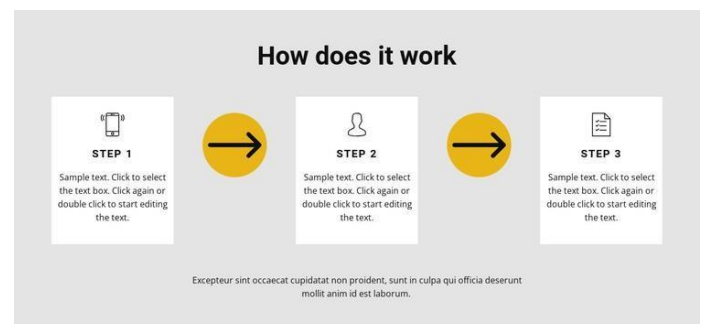 How does it work
STEP 1
Sample text. Click to select
the text box. Click again or
double click to start editing
the text.
STEP 2
Sample text. Click to select
the text box. Click again or
double click to start editing
the text.
STEP 3
Sample text. Click to select
the text box. Click again or
double click to start editing
the text.
Excepteur sint occaecat cupidatat non proident, sunt in culpa qui officia deserunt
mollit anim id est laborum.